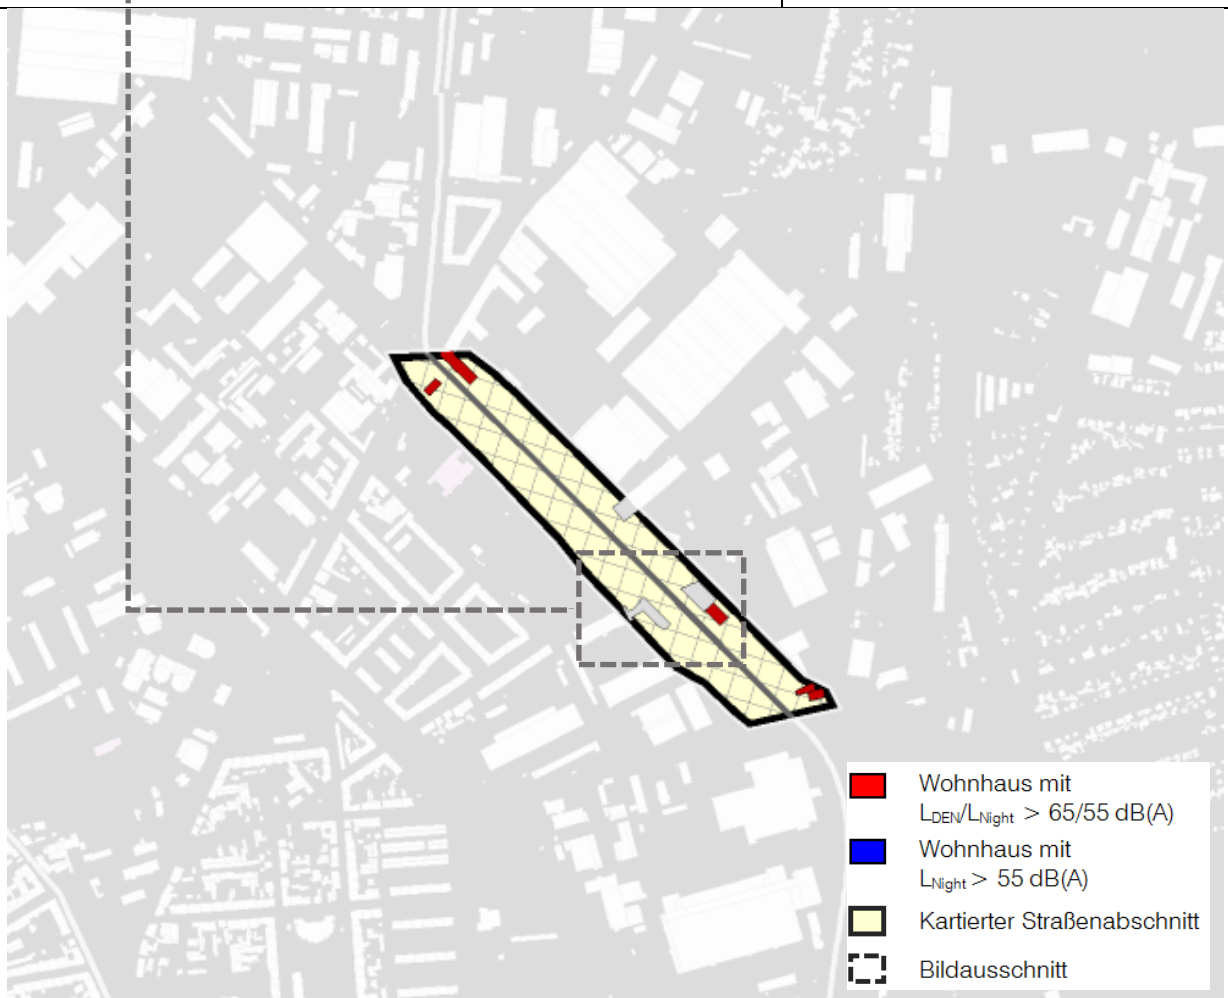 Wohnhaus mit
LDEN/LNight > 65/55 dB(A)
Wohnhaus mit
LNight > 55 dB(A)
Kartierter Straßenabschnitt
Bildausschnitt